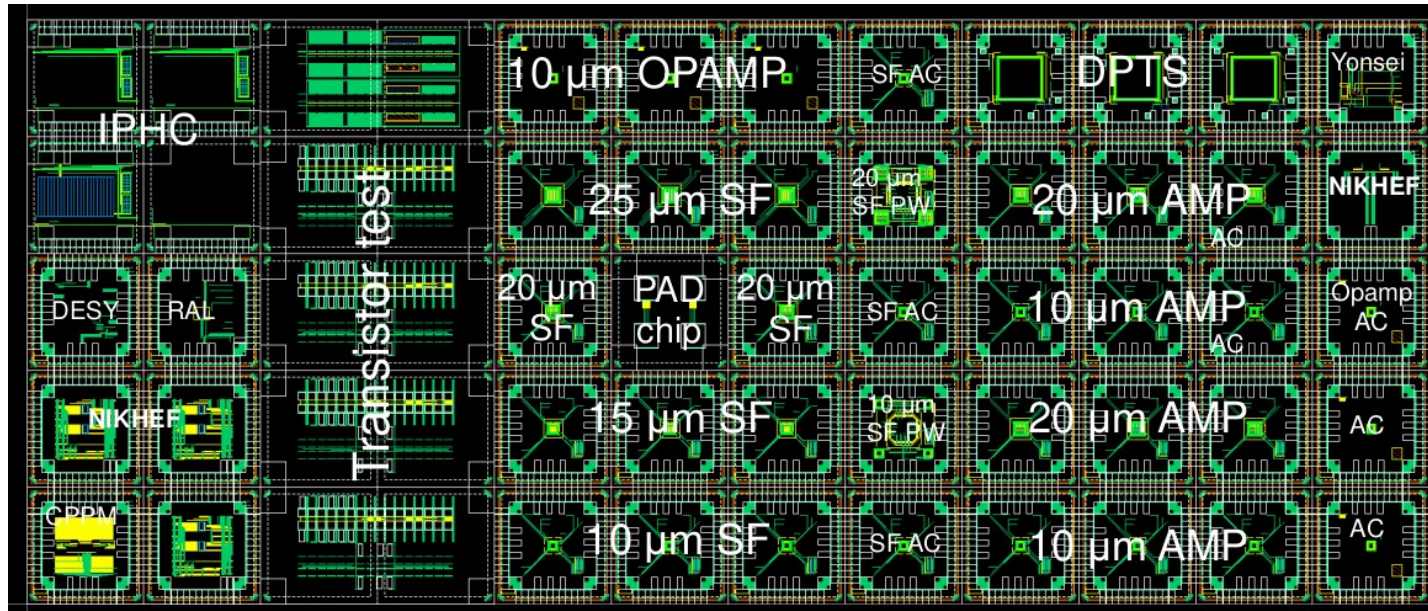 10 µm OPAMP
SF AC
DPTS
Yonsei
IPHC
Transistor test
25 µm SF
20 µm
SF PW
20 µm AMP
AC
NIKHEF
DESY
RAL
20 µm
SF
PAD
chip
20 µm
SF
SF AC
10 µm AMP
AC
Opamp
AC
NIKHEF
15 µm SF
10 µm
SF PW
20 µm AMP
AC
CPPM
10 µm SF
SF AC
10 µm AMP
AC